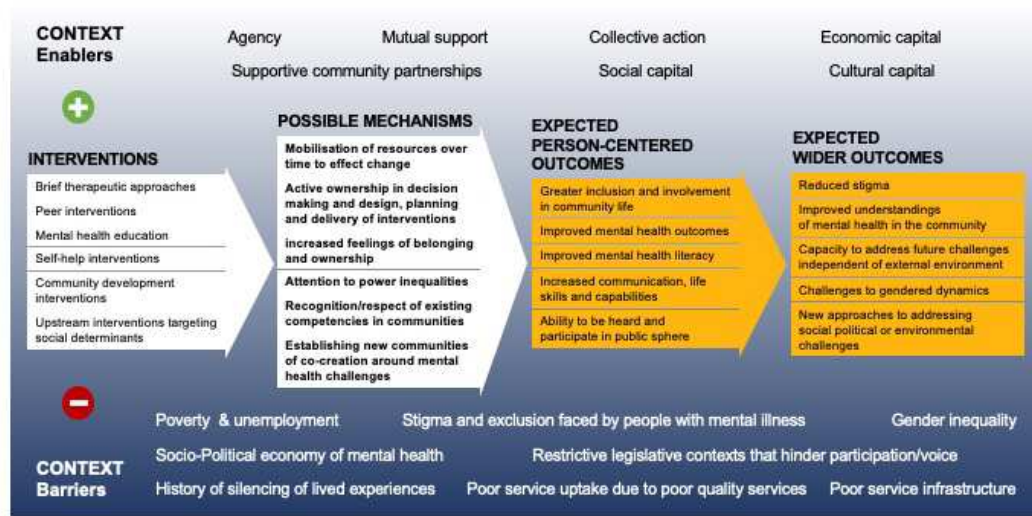 CONTEXT
Enablers
Agency
Mutual support
Collective action
Economic capital
Supportive community partnerships
Social capital
Cultural capital
INTERVENTIONS
Brief therapeutic approaches
Peer interventions
Mental health education
Self-help interventions
Community development
interventions
Upstream interventions targeting
social determinants
POSSIBLE MECHANISMS
Mobilisation of resources over
time to effect change
Active ownership in decision
making and design, planning
and delivery of interventions
increased feelings of belonging
and ownership
Attention to power inequalities
Recognition/respect of existing
competencies in communities
Establishing new communities
of co-creation around mental
health challenges
EXPECTED
PERSON-CENTERED
OUTCOMES
Greater inclusion and involvement
in community life
Improved mental health outcomes
Improved mental health literacy
Increased communication, life
skills and capabilities
Ability to be heard and
participate in public sphere
EXPECTED
WIDER OUTCOMES
Reduced stigma
Improved understandings
of mental health in the community
Capacity to address future challenges
independent of external environment
Challenges to gendered dynamics
New approaches to addressing
social political or environmental
challenges
CONTEXT
Barriers
Poverty & unemployment
Stigma and exclusion faced by people with mental illness
Gender inequality
Socio-Political economy of mental health
Restrictive legislative contexts that hinder participation/voice
History of silencing of lived experiences
Poor service uptake due to poor quality services
Poor service infrastructure